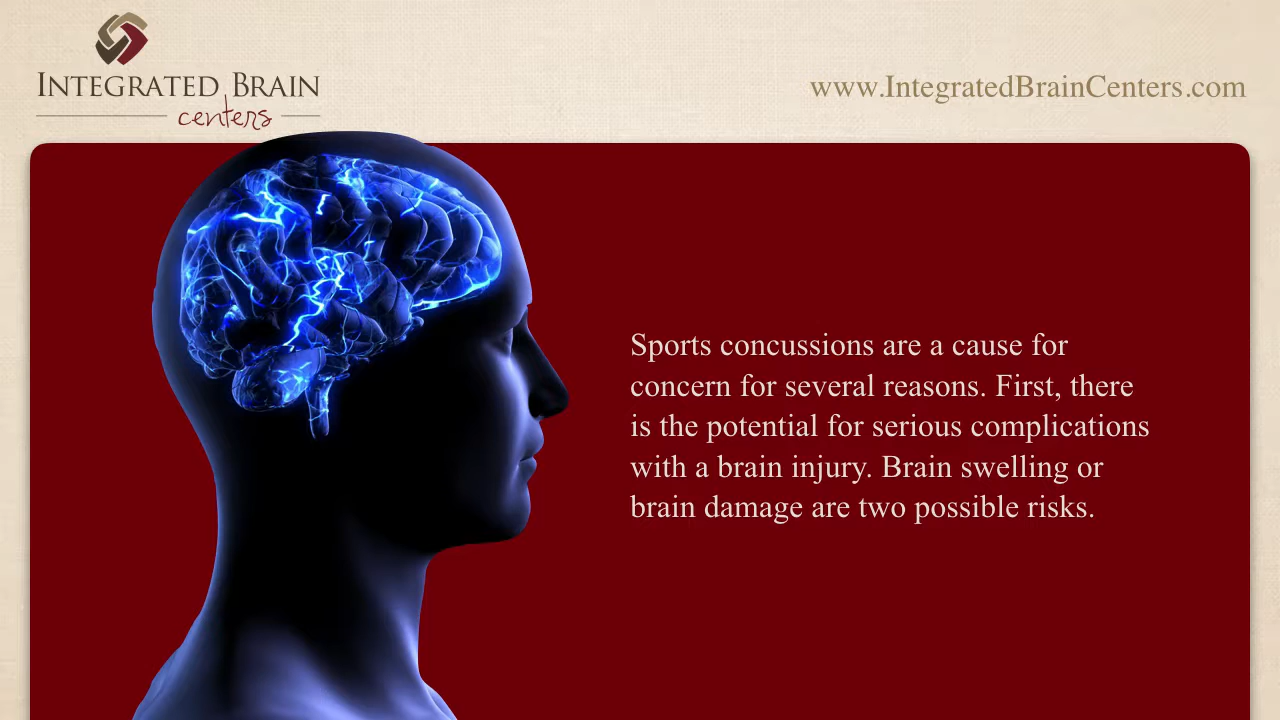 INTEGRATED BRAIN
centers
www.IntegratedBrainCenters.com
Sports concussions are a cause for
concern for several reasons. First, there
is the potential for serious complications
with a brain injury. Brain swelling or
brain damage are two possible risks.